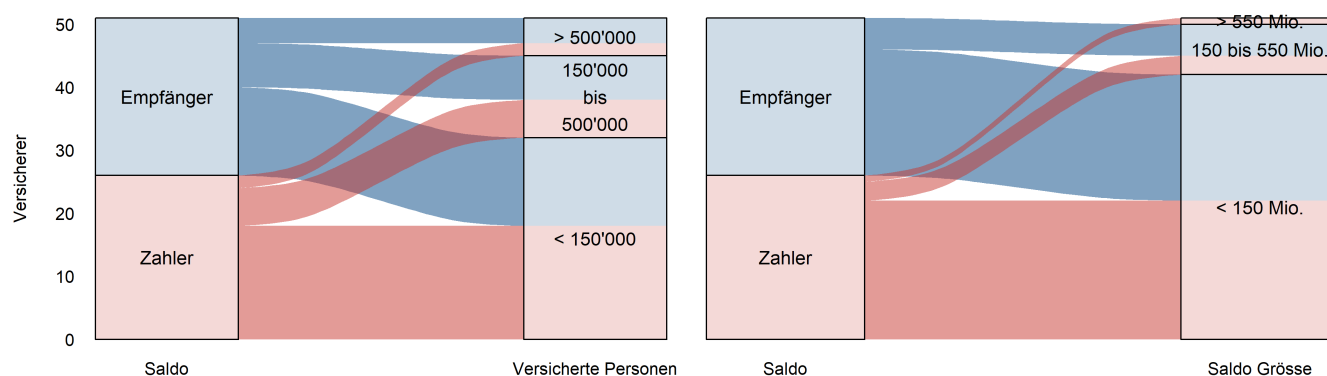 50
40
30
20
10
0
Versicherer
Empfänger
Zahler
> 500'000
150'000
bis
500'000
< 150'000
Saldo
Versicherte Personen
Empfänger
Zahler
> 550 Mio.
150 bis 550 Mio.
< 150 Mio.
Saldo
Saldo Grösse